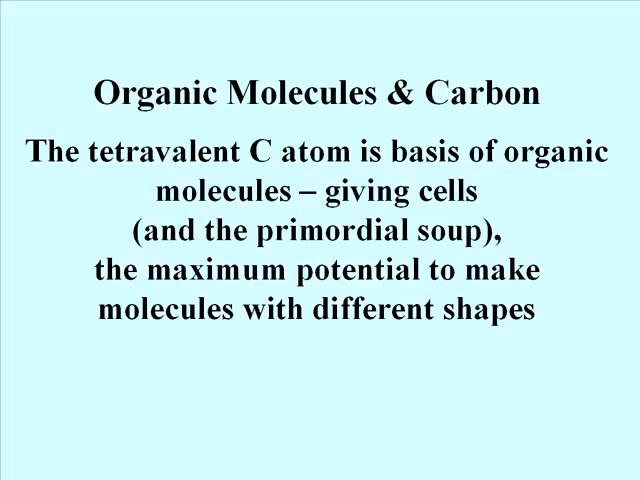 Organic Molecules & Carbon
The tetravalent C atom is basis of organic
molecules – giving cells
(and the primordial soup),
the maximum potential to make
molecules with different shapes